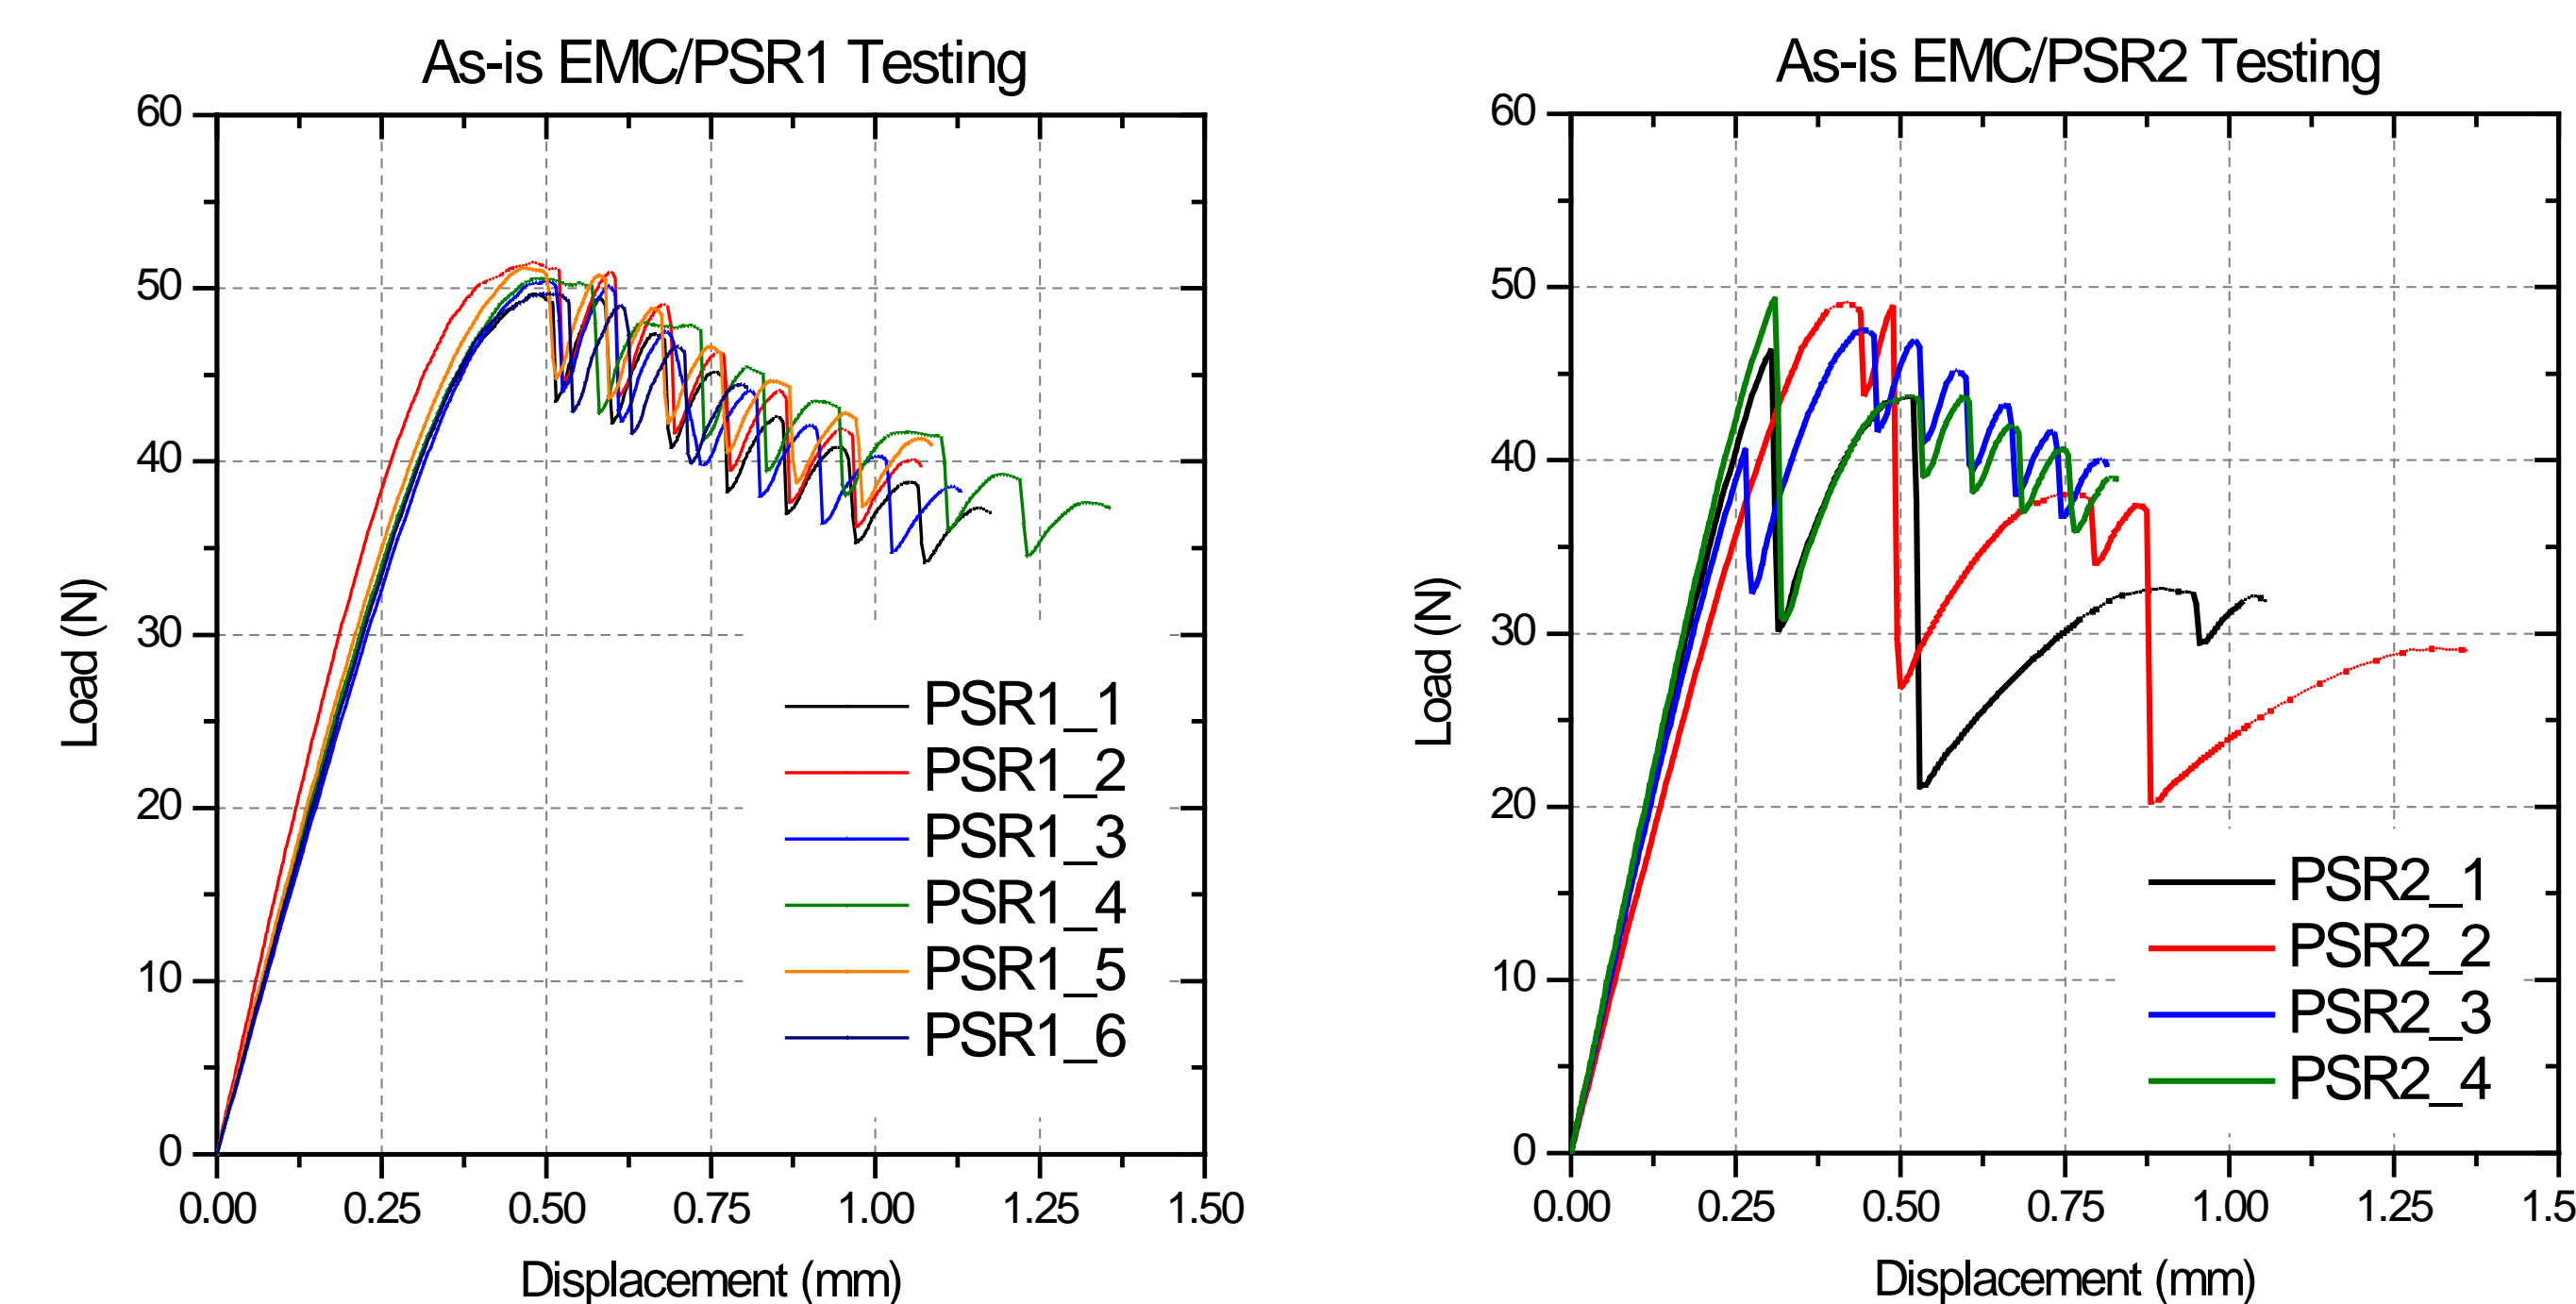 As-is EMC/PSR1 Testing
60
50
40
30
20
10
0
Load (N)
PSR1_1
PSR1_2
PSR1_3
PSR1_4
PSR1_5
PSR1_6
0.00 0.25 0.50 0.75 1.00 1.25 1.50
Displacement (mm)
As-is EMC/PSR2 Testing
60
50
40
30
20
10
0
Load (N)
PSR2_1
PSR2_2
PSR2_3
PSR2_4
0.00 0.25 0.50 0.75 1.00 1.25 1.5
Displacement (mm)